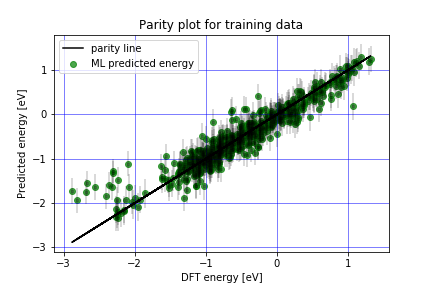 Parity plot for training data
parity line
ML predicted energy
Predicted energy [eV]
1
0
−1
−2
−3
−3
−2
−1
0
1
DFT energy [eV]